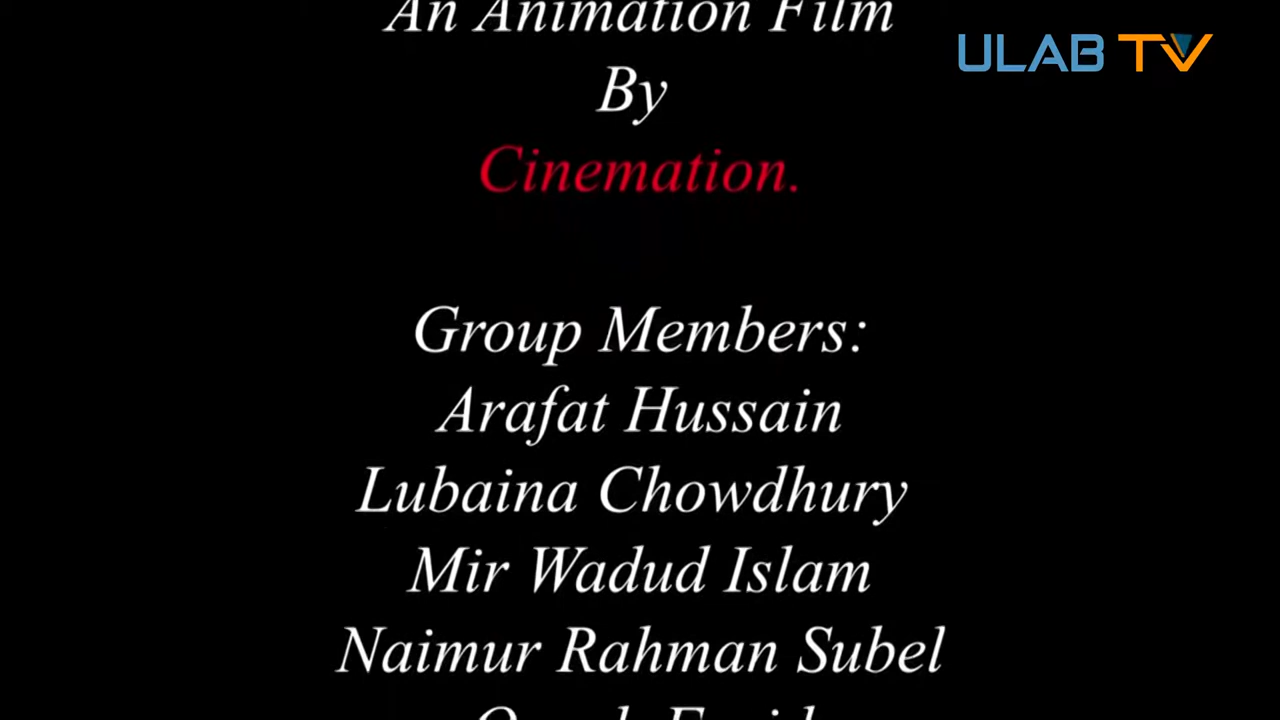 An Animation Film
ULAB TV
By
Cinemation.
Group Members:
Arafat Hussain
Lubaina Chowdhury
Mir Wadud Islam
Naimur Rahman Subel